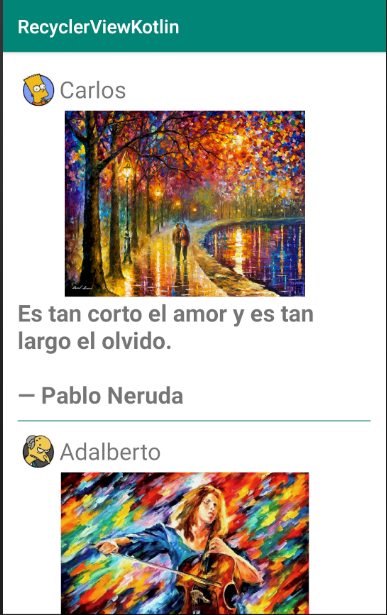 RecyclerViewKotlin
Carlos
Es tan corto el amor y es tan
largo el olvido.
— Pablo Neruda
Adalberto